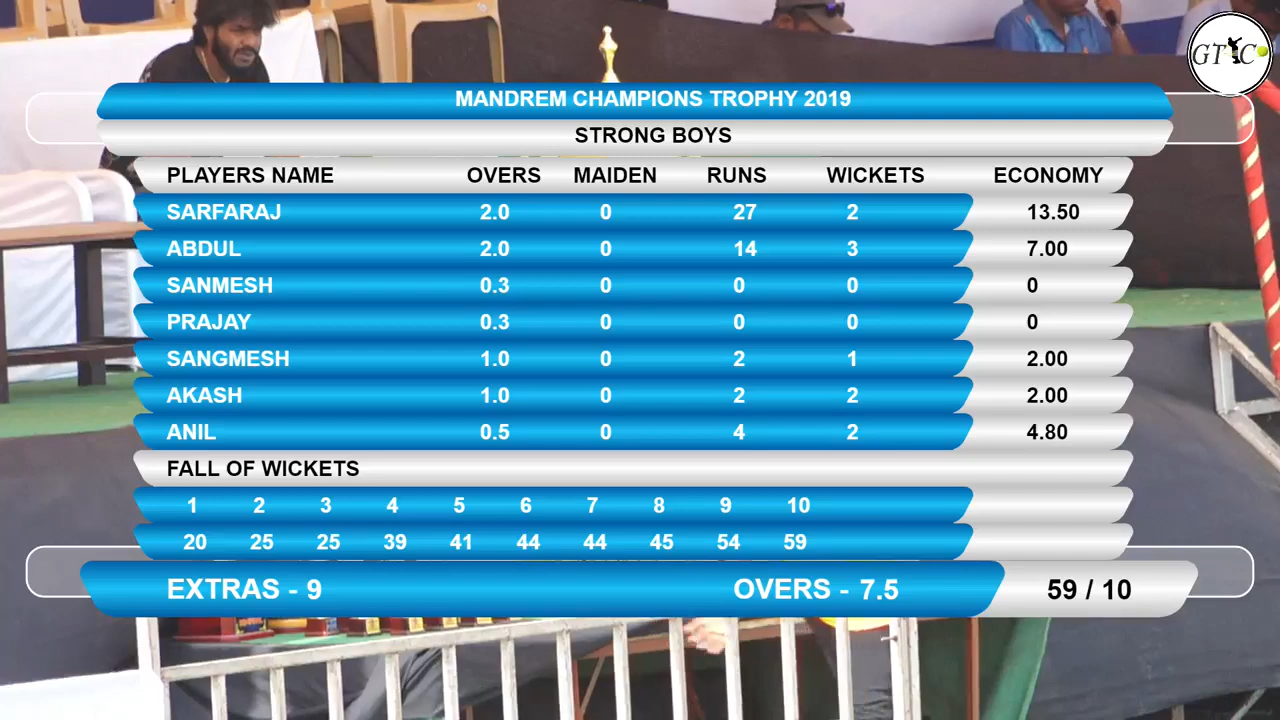 GTC
MANDREM CHAMPIONS TROPHY 2019
STRONG BOYS
PLAYERS NAME OVERS MAIDEN RUNS WICKETS ECONOMY
SARFARAJ 2.0 0 27 2 13.50
ABDUL 2.0 0 14 3 7.00
SANMESH 0.3 0 0 0 0
PRAJAY 0.3 0 0 0 0
SANGMESH 1.0 0 2 1 2.00
AKASH 1.0 0 2 2 2.00
ANIL 0.5 0 4 2 4.80
FALL OF WICKETS
1 2 3 4 5 6 7 8 9 10
20 25 25 39 41 44 44 45 54 59
EXTRAS - 9 OVERS - 7.5 59 / 10